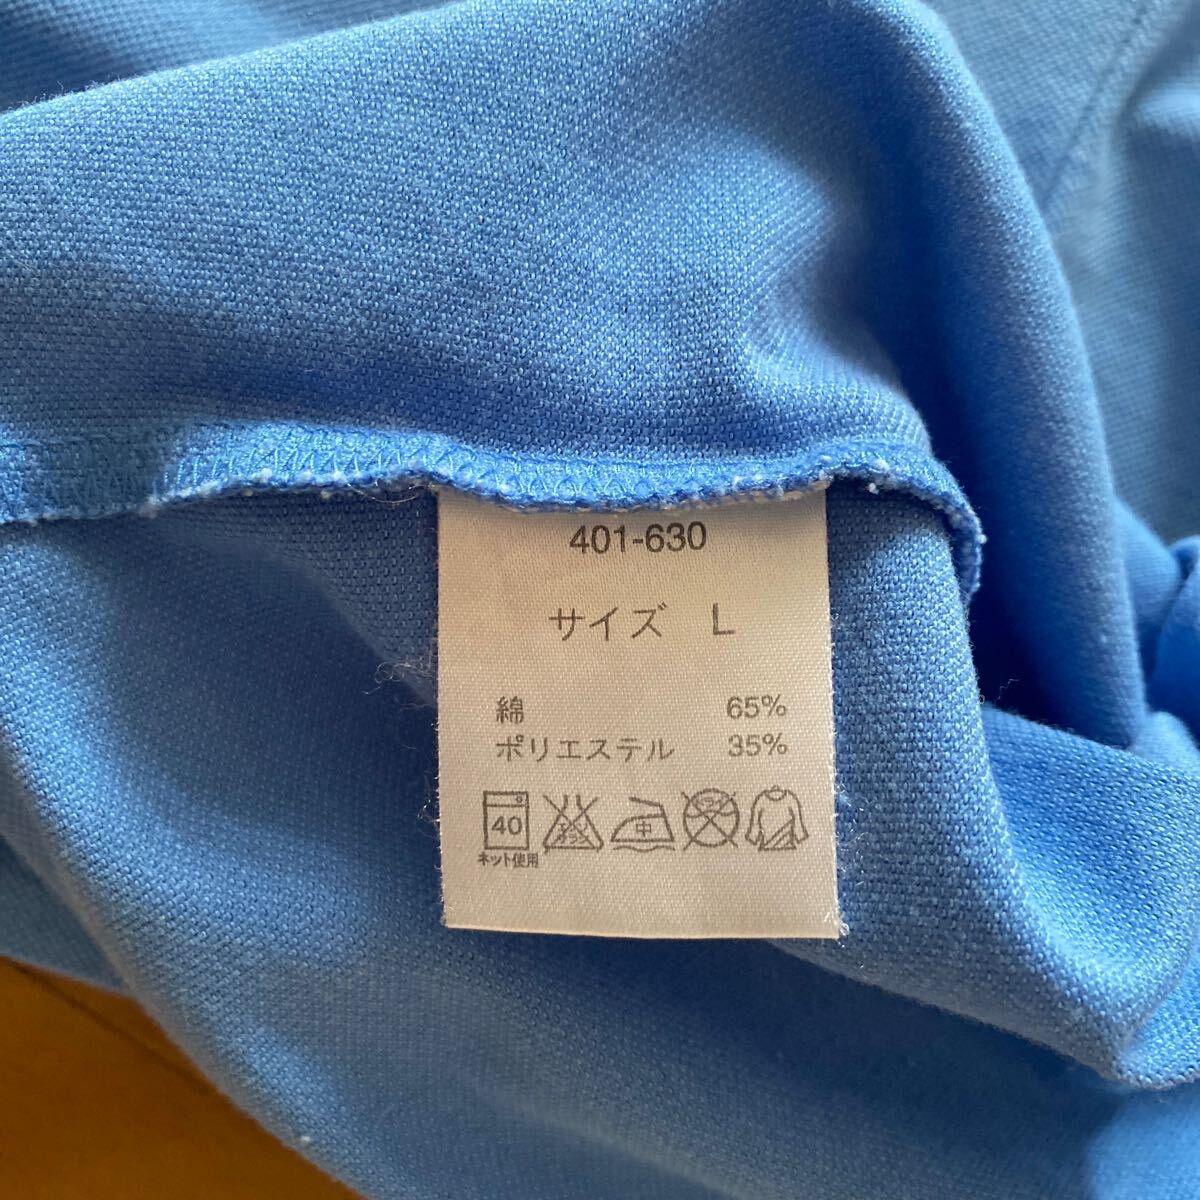 401-630
サイズ L
綿 65%
ポリエステル 35%
40 中
ネット使用